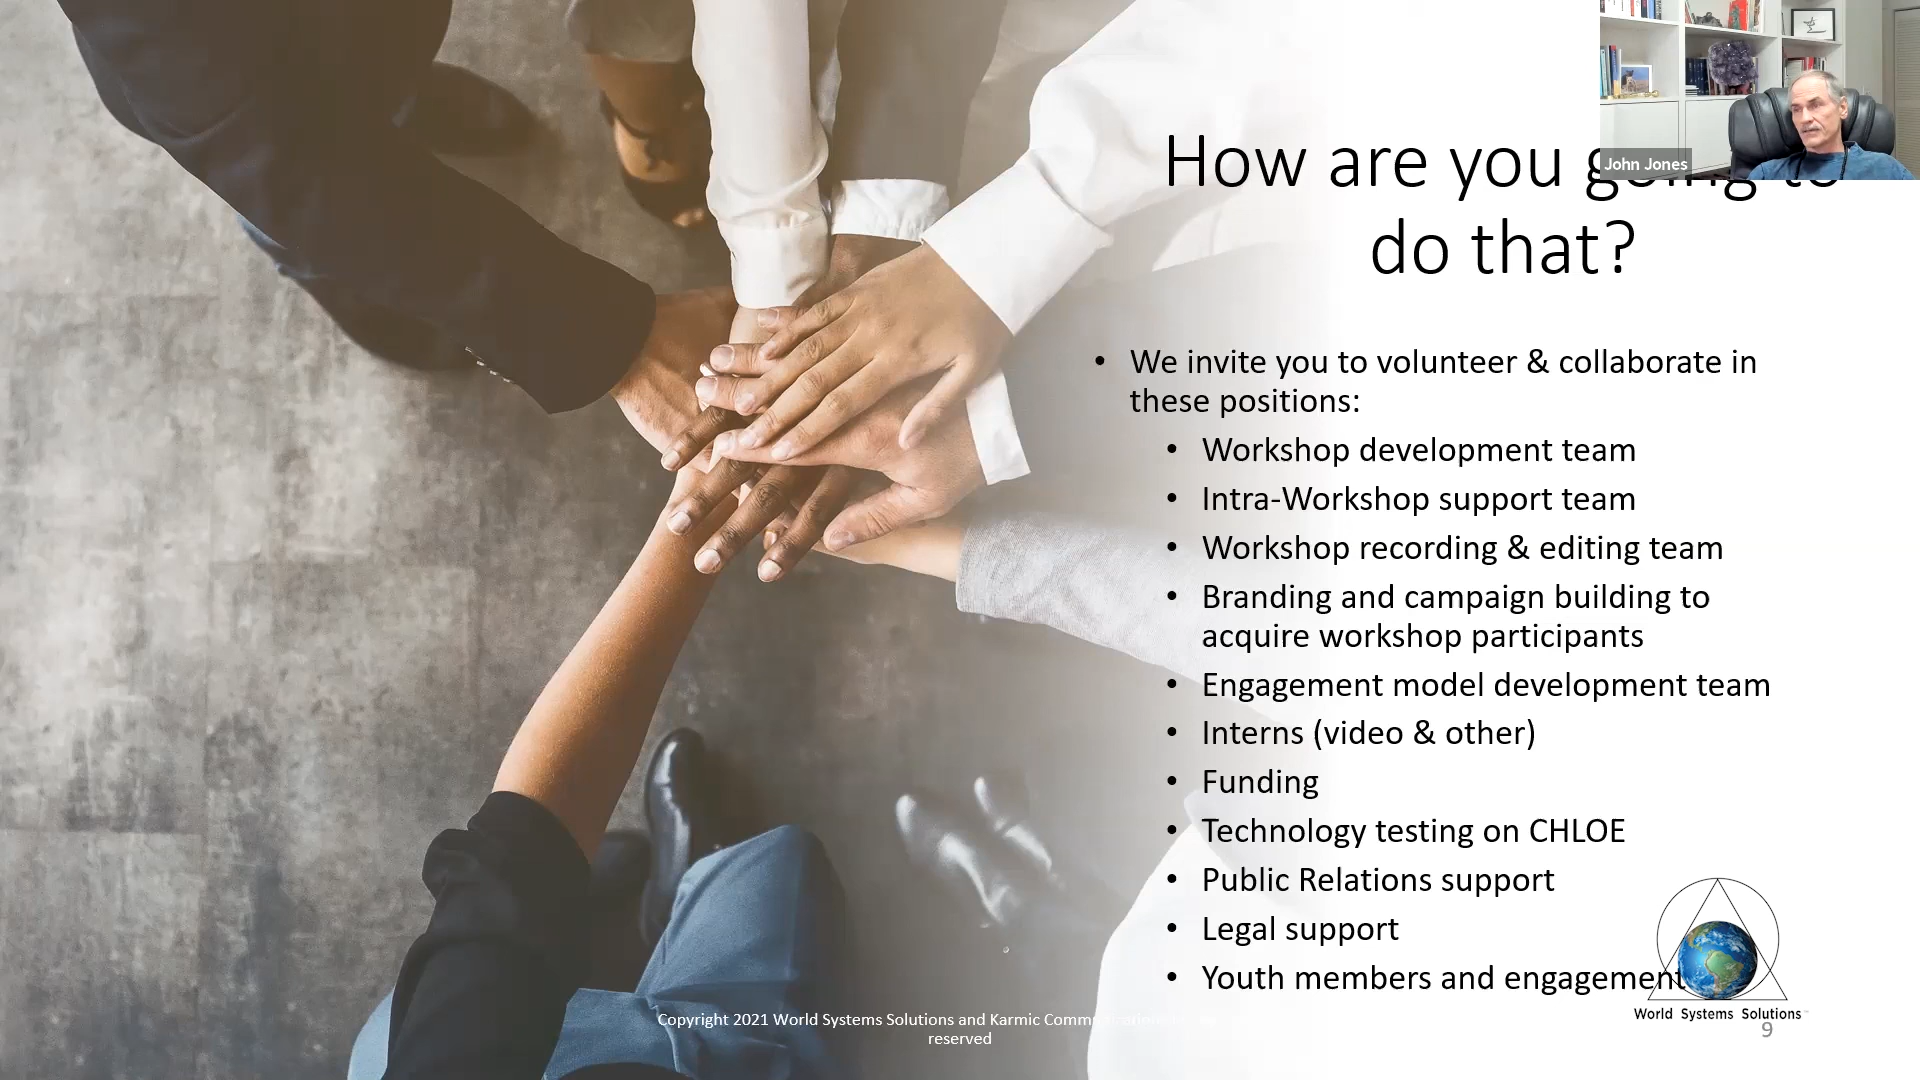 John Jones
How are you going to
do that?
• We invite you to volunteer & collaborate in
these positions:
• Workshop development team
• Intra-Workshop support team
• Workshop recording & editing team
• Branding and campaign building to
acquire workshop participants
• Engagement model development team
• Interns (video & other)
• Funding
• Technology testing on CHLOE
• Public Relations support
• Legal support
• Youth members and engagement
World Systems Solutions
Copyright 2021 World Systems Solutions and Karmic
reserved
9